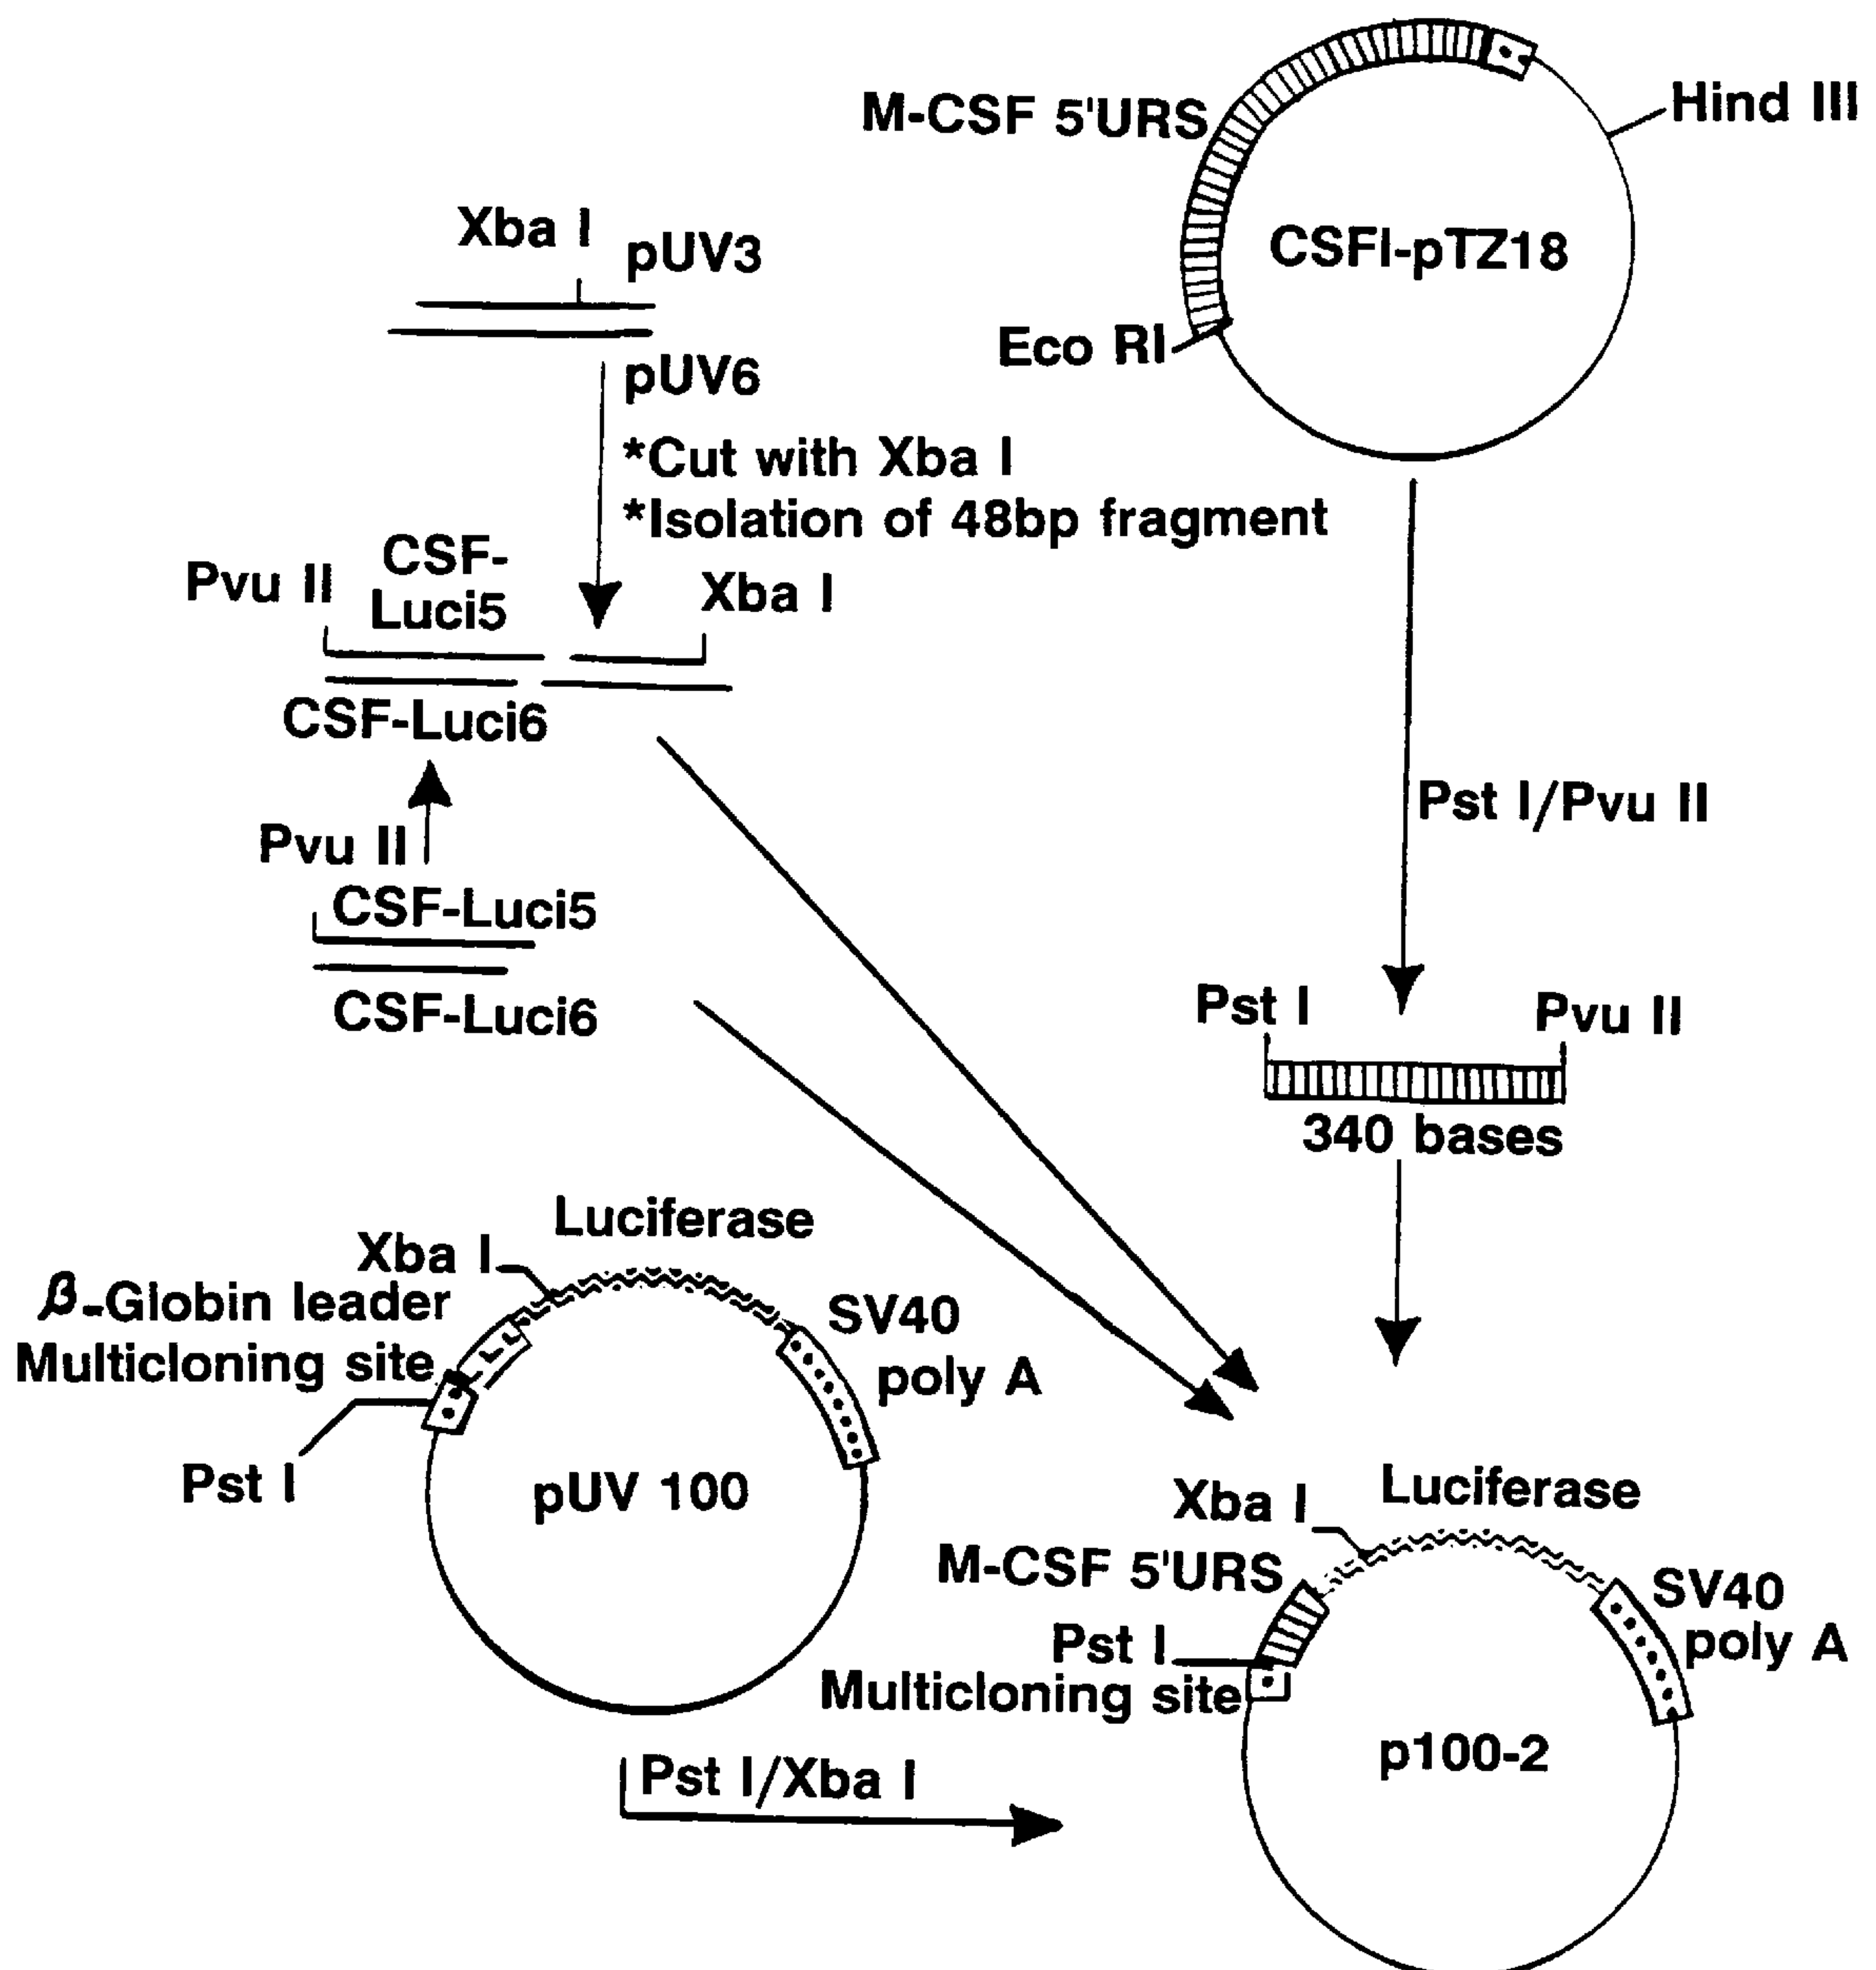 M-CSF 5'URS
Hind III
CSFI-pTZ18
Eco RI
Xba I
pUV3
pUV6
*Cut with Xba I
*Isolation of 48bp fragment
Pvu II
CSF-
Luci5
Xba I
CSF-Luci6
Pvu II
CSF-Luci5
CSF-Luci6
Pst I/Pvu II
Pst I
Pvu II
340 bases
Luciferase
Xba I
β-Globin leader
Multicloning site
Pst I
SV40
poly A
pUV 100
Pst I/Xba I
Luciferase
Xba I
M-CSF 5'URS
Pst I
Multicloning site
SV40
poly A
p100-2